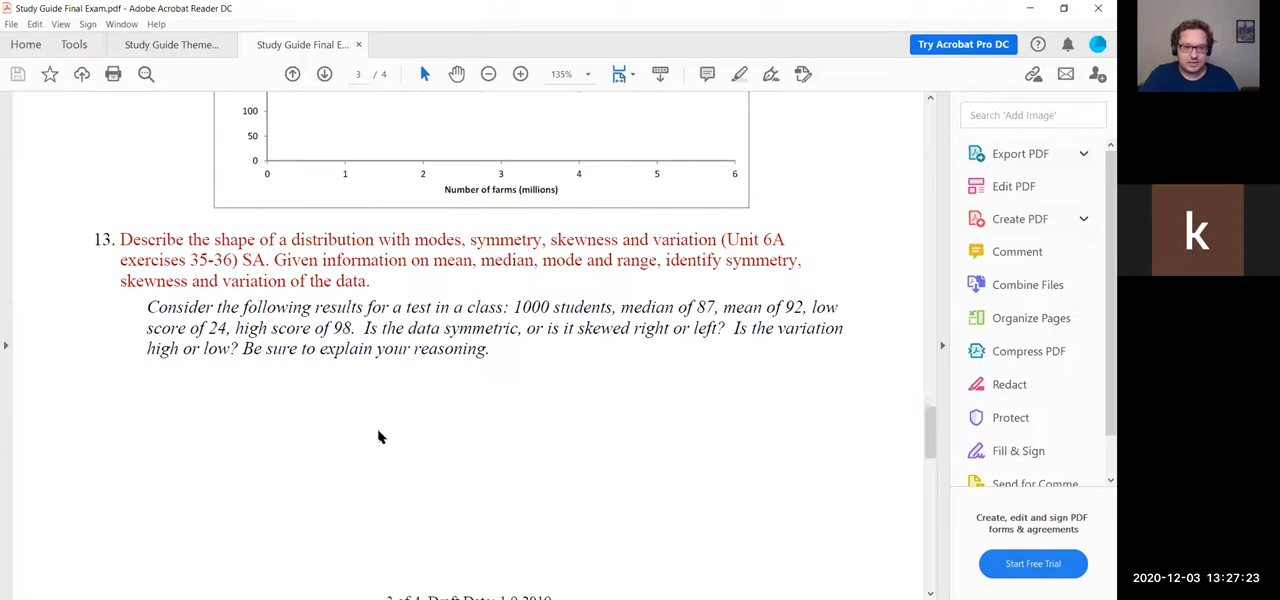 Study Guide Final Exam.pdf - Adobe Acrobat Reader DC
File Edit View Sign Window Help
Home Tools Study Guide Theme... Study Guide Final E... ×
Try Acrobat Pro DC
3 / 4 135%
100
50
0
0 1 2 3 4 5 6
Number of farms (millions)
13. Describe the shape of a distribution with modes, symmetry, skewness and variation (Unit 6A
exercises 35-36) SA. Given information on mean, median, mode and range, identify symmetry,
skewness and variation of the data.
Consider the following results for a test in a class: 1000 students, median of 87, mean of 92, low
score of 24, high score of 98. Is the data symmetric, or is it skewed right or left? Is the variation
high or low? Be sure to explain your reasoning.
Search 'Add Image'
Export PDF
Edit PDF
Create PDF
Comment
Combine Files
Organize Pages
Compress PDF
Redact
Protect
Fill & Sign
Send for Comme
Create, edit and sign PDF
forms & agreements
Start Free Trial
k
2020-12-03 13:27:23